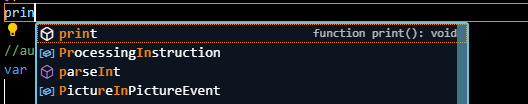 prin
print function print(): void
ProcessingInstruction
//au
parseInt
var
PictureInPictureEvent